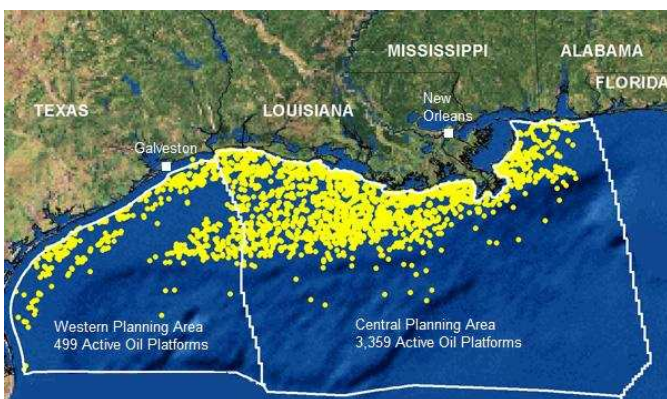 MISSISSIPPI
ALABAMA
FLORIDA
TEXAS
LOUISIANA
New
Orleans
Galveston
Western Planning Area
499 Active Oil Platforms
Central Planning Area
3,359 Active Oil Platforms